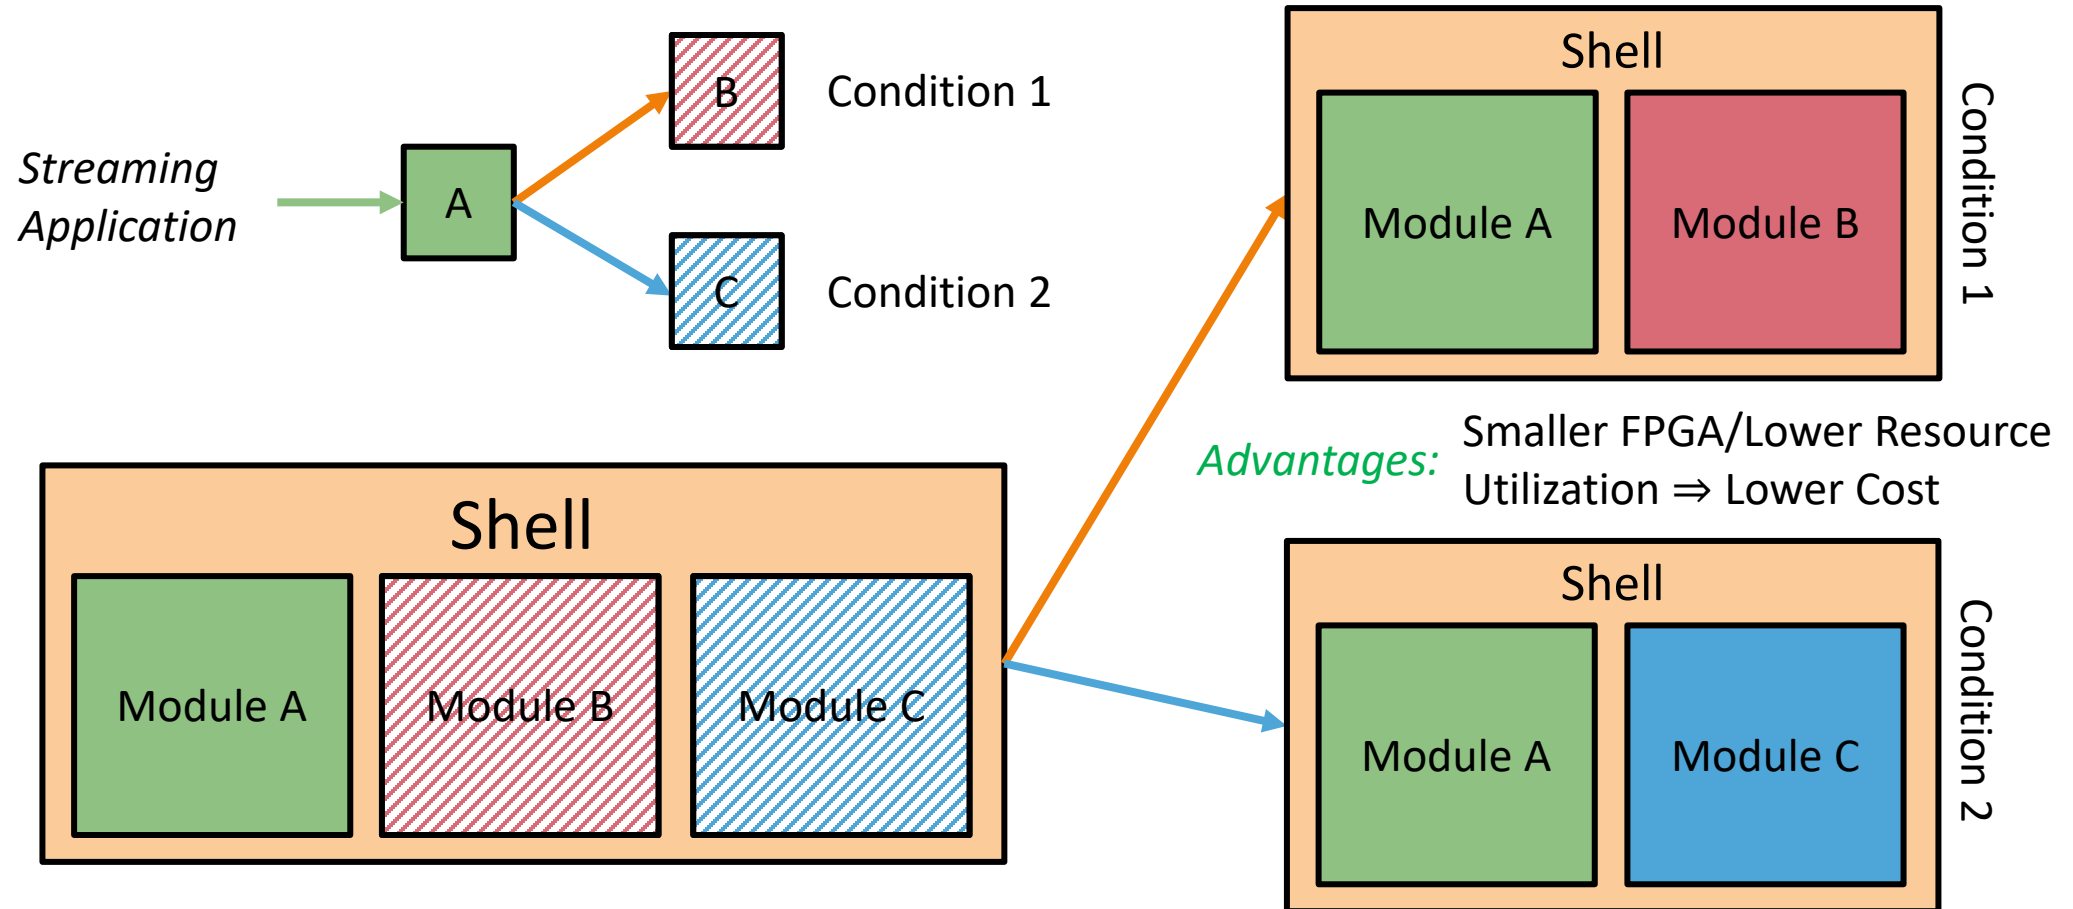 Streaming
Application
A
B
Condition 1
C
Condition 2
Shell
Module A
Module B
Module C
Shell
Module A
Module B
Condition 1
Advantages:
Smaller FPGA/Lower Resource
Utilization ⇒ Lower Cost
Shell
Module A
Module C
Condition 2